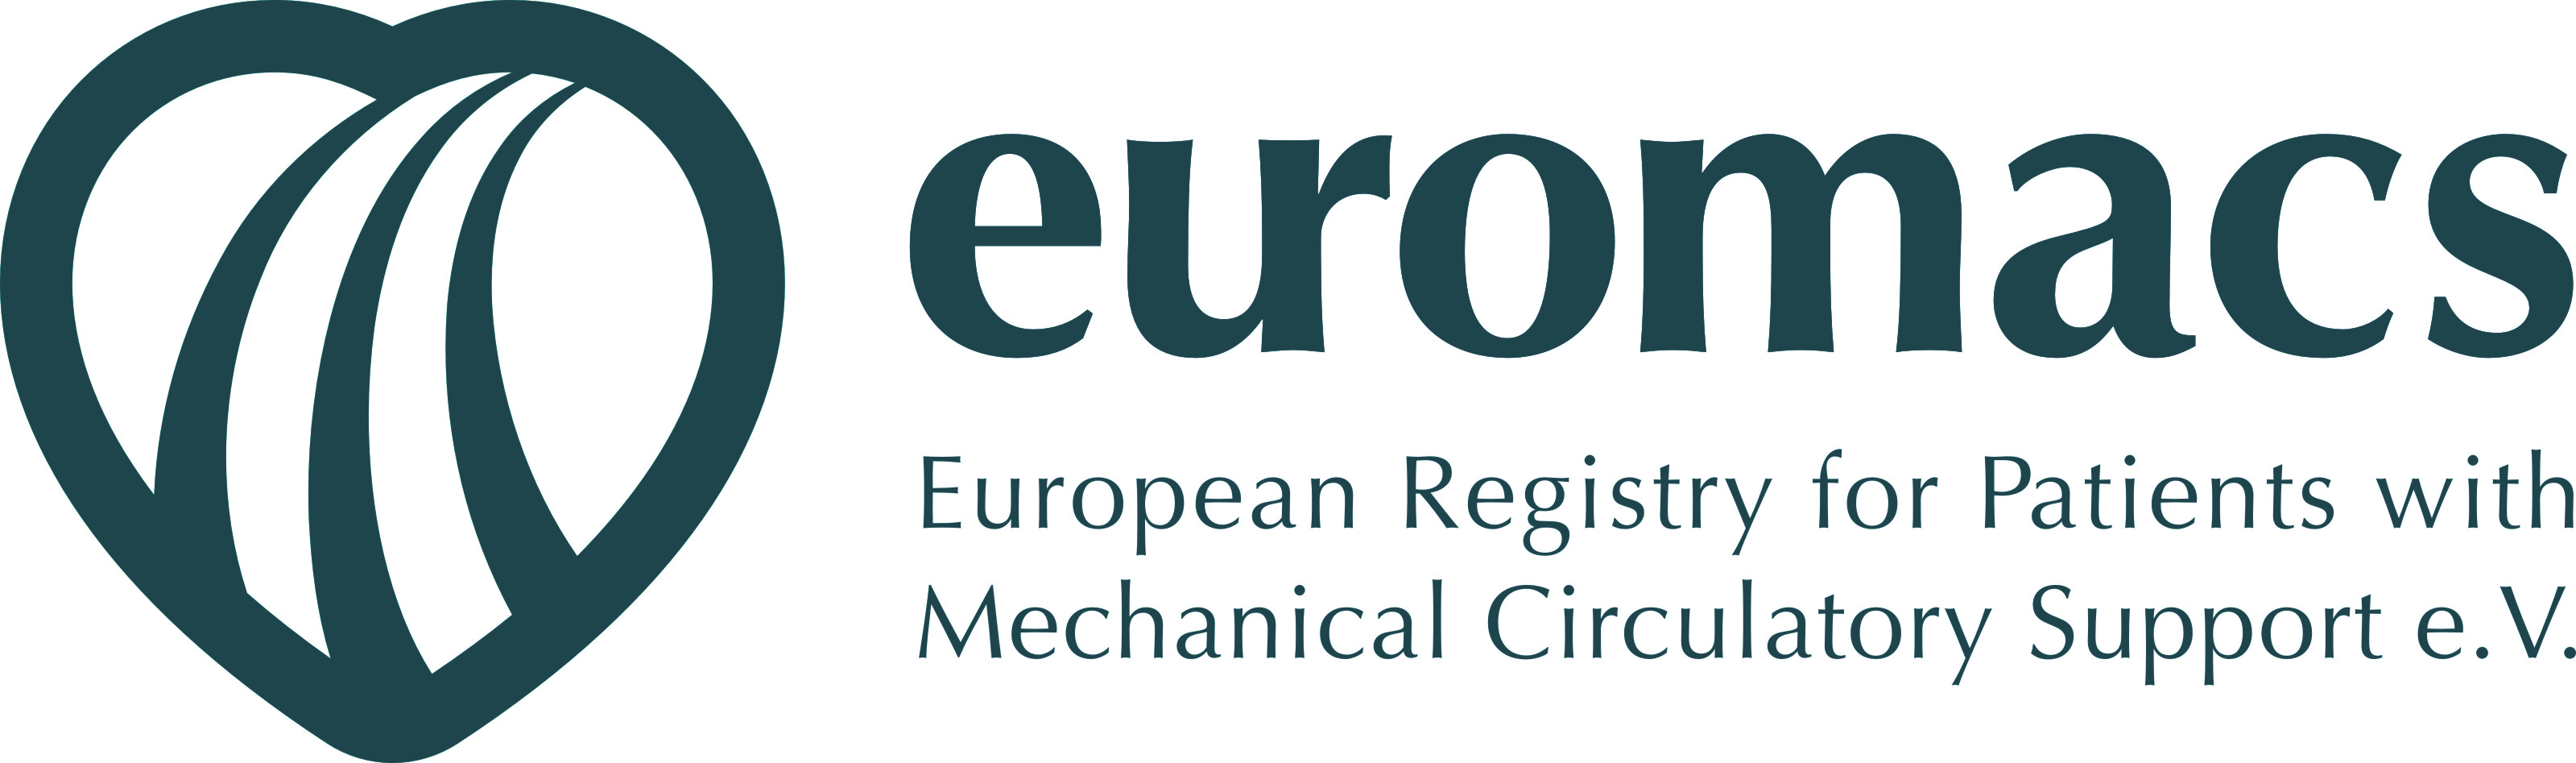 euromacs
European Registry for Patients with
Mechanical Circulatory Support e.V.